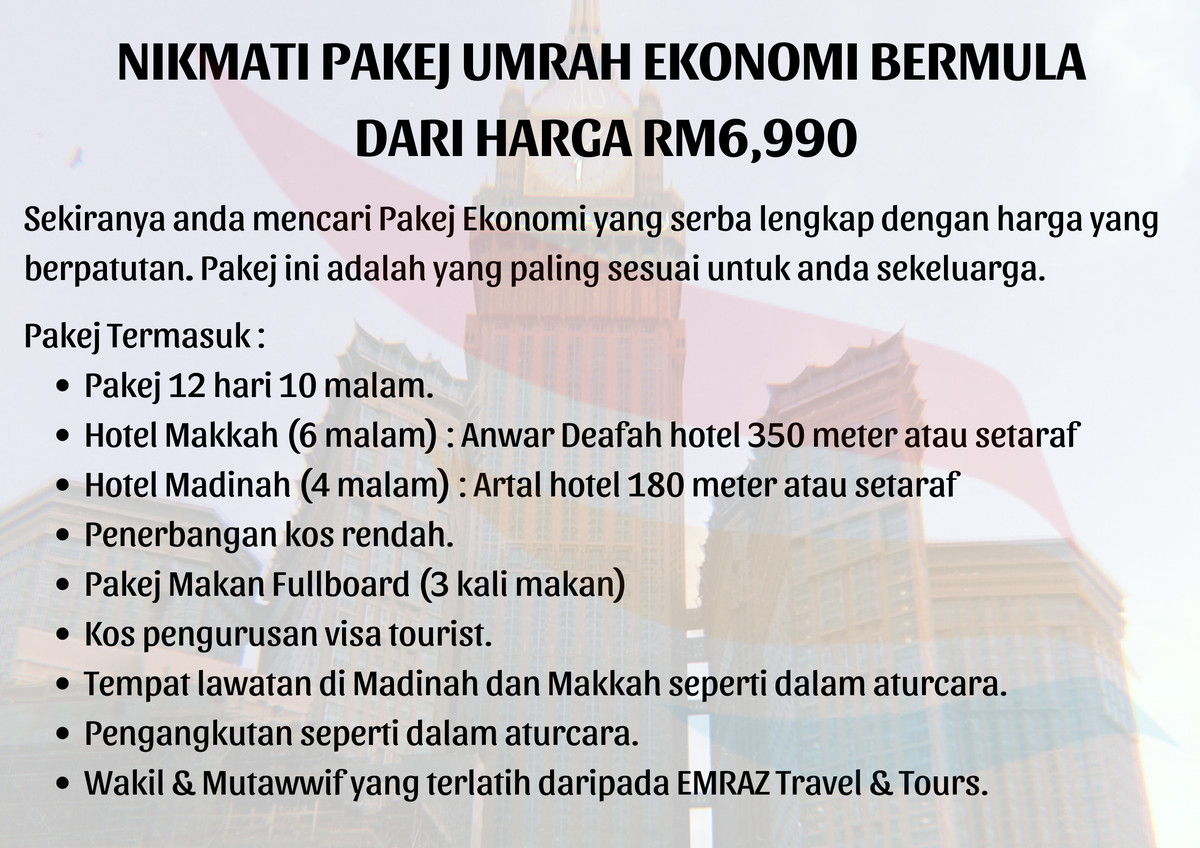 NIKMATI PAKEJ UMRAH EKONOMI BERMULA
DARI HARGA RM6,990
Sekiranya anda mencari Pakej Ekonomi yang serba lengkap dengan harga yang
berpatutan. Pakej ini adalah yang paling sesuai untuk anda sekeluarga.
Pakej Termasuk :
• Pakej 12 hari 10 malam.
• Hotel Makkah (6 malam) : Anwar Deafah hotel 350 meter atau setaraf
• Hotel Madinah (4 malam) : Artal hotel 180 meter atau setaraf
• Penerbangan kos rendah.
• Pakej Makan Fullboard (3 kali makan)
• Kos pengurusan visa tourist.
• Tempat lawatan di Madinah dan Makkah seperti dalam aturcara.
• Pengangkutan seperti dalam aturcara.
• Wakil & Mutawwif yang terlatih daripada EMRAZ Travel & Tours.